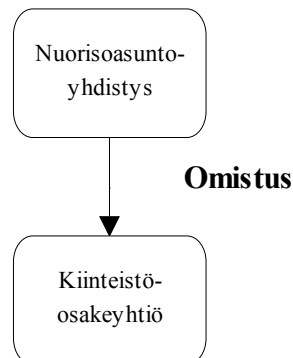 Nuorisoasunto-
yhdistys
Omistus
Kiinteistö-
osakeyhtiö